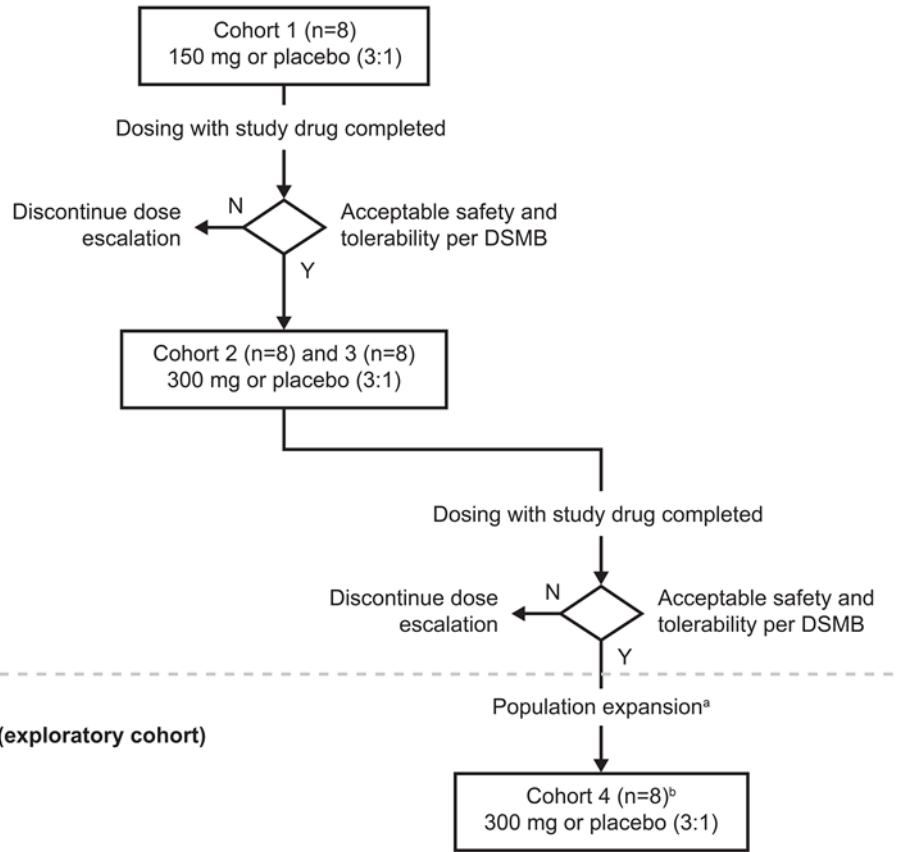 Cohort 1 (n=8)
150 mg or placebo (3:1)
Dosing with study drug completed
N
Discontinue dose
escalation
Acceptable safety and
tolerability per DSMB
Y
Cohort 2 (n=8) and 3 (n=8)
300 mg or placebo (3:1)
Dosing with study drug completed
N
Discontinue dose
escalation
Acceptable safety and
tolerability per DSMB
Y
Population expansionᵃ
(exploratory cohort)
Cohort 4 (n=8)ᵇ
300 mg or placebo (3:1)